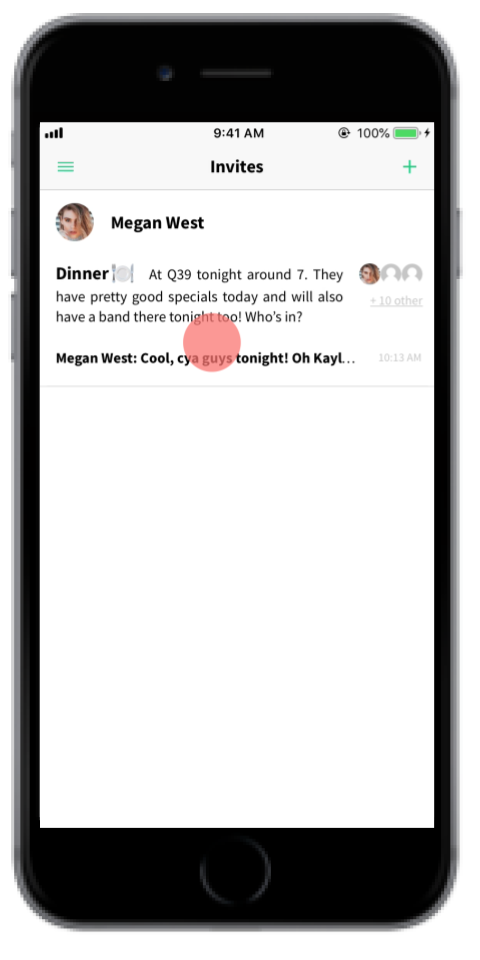 9:41 AM 100%
Invites
Megan West
Dinner🍽 At Q39 tonight around 7. They
have pretty good specials today and will also
+ 10 other
have a band there tonight too! Who's in?
Megan West: Cool, cya guys tonight! Oh Kayl… 10:13 AM